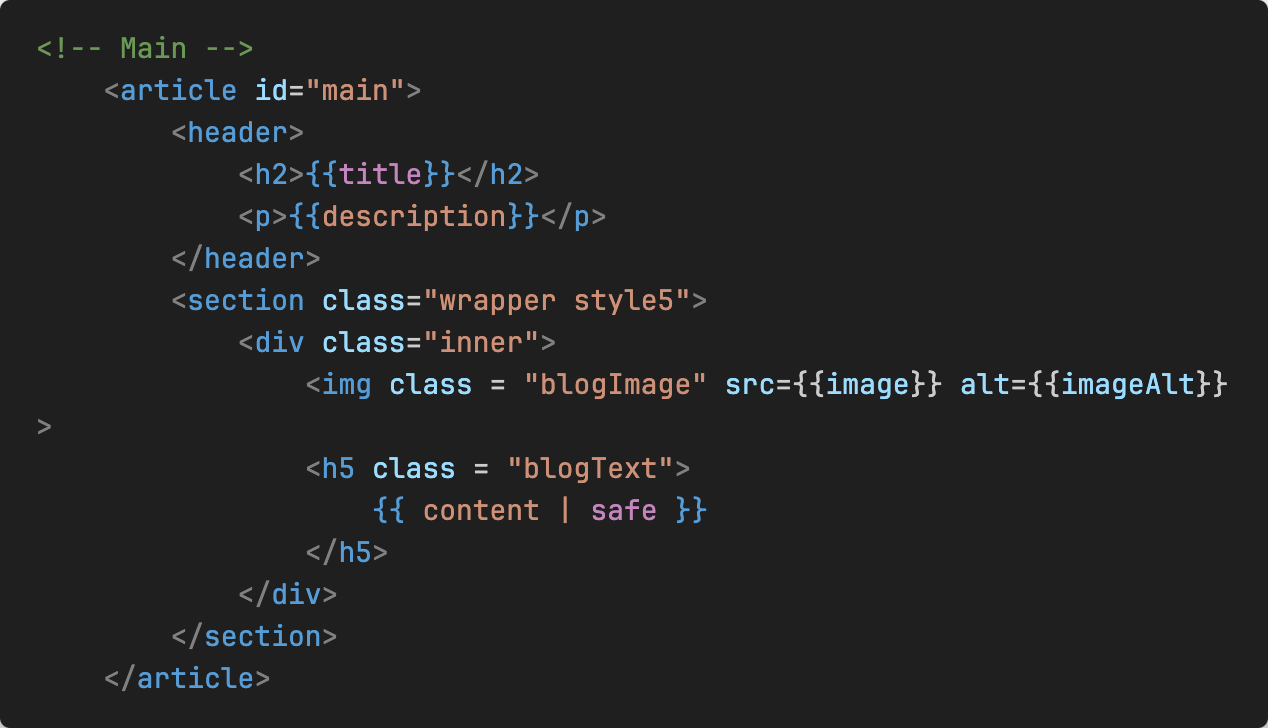 <!-- Main -->
<article id="main">
<header>
<h2>{{title}}</h2>
<p>{{description}}</p>
</header>
<section class="wrapper style5">
<div class="inner">
<img class = "blogImage" src={{image}} alt={{imageAlt}}
>
<h5 class = "blogText">
{{ content | safe }}
</h5>
</div>
</section>
</article>